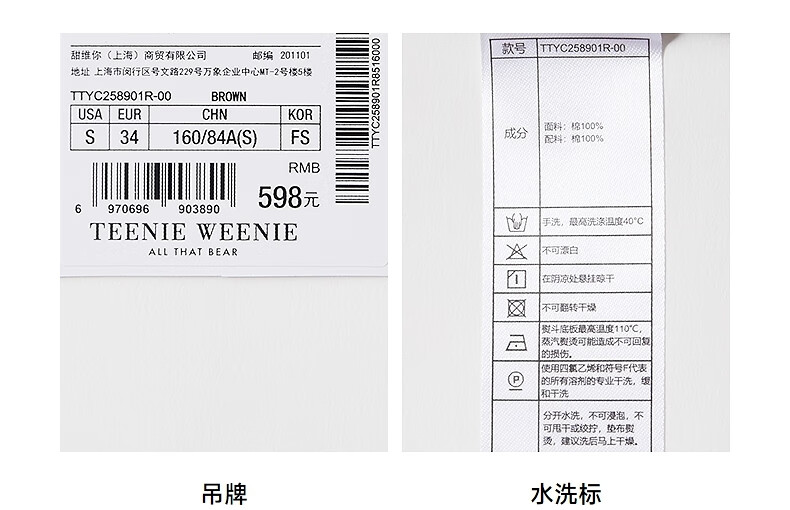 甜维你（上海）商贸有限公司 邮编 201101
地址 上海市闵行区号文路229号万象企业中心MT-2号楼5楼
TTYC258901R-00 BROWN
USA EUR CHN KOR
S 34 160/84A(S) FS
RMB
598元
6 970696 903890
TEENIE WEENIE
ALL THAT BEAR
TTYC258901R8516000
吊牌
款号 TTYC258901R-00
成分
面料：棉100%
配料：棉100%
手洗，最高洗涤温度40°C
不可漂白
在阴凉处悬挂晾干
不可翻转干燥
熨斗底板最高温度110°C，
蒸汽熨烫可能造成不可回复
的损伤。
P
使用四氯乙烯和符号F代表
的所有溶剂的专业干洗，缓
和干洗
分开水洗，不可浸泡，不
可甩干或绞拧，垫布熨
烫，建议洗后马上干燥。
水洗标